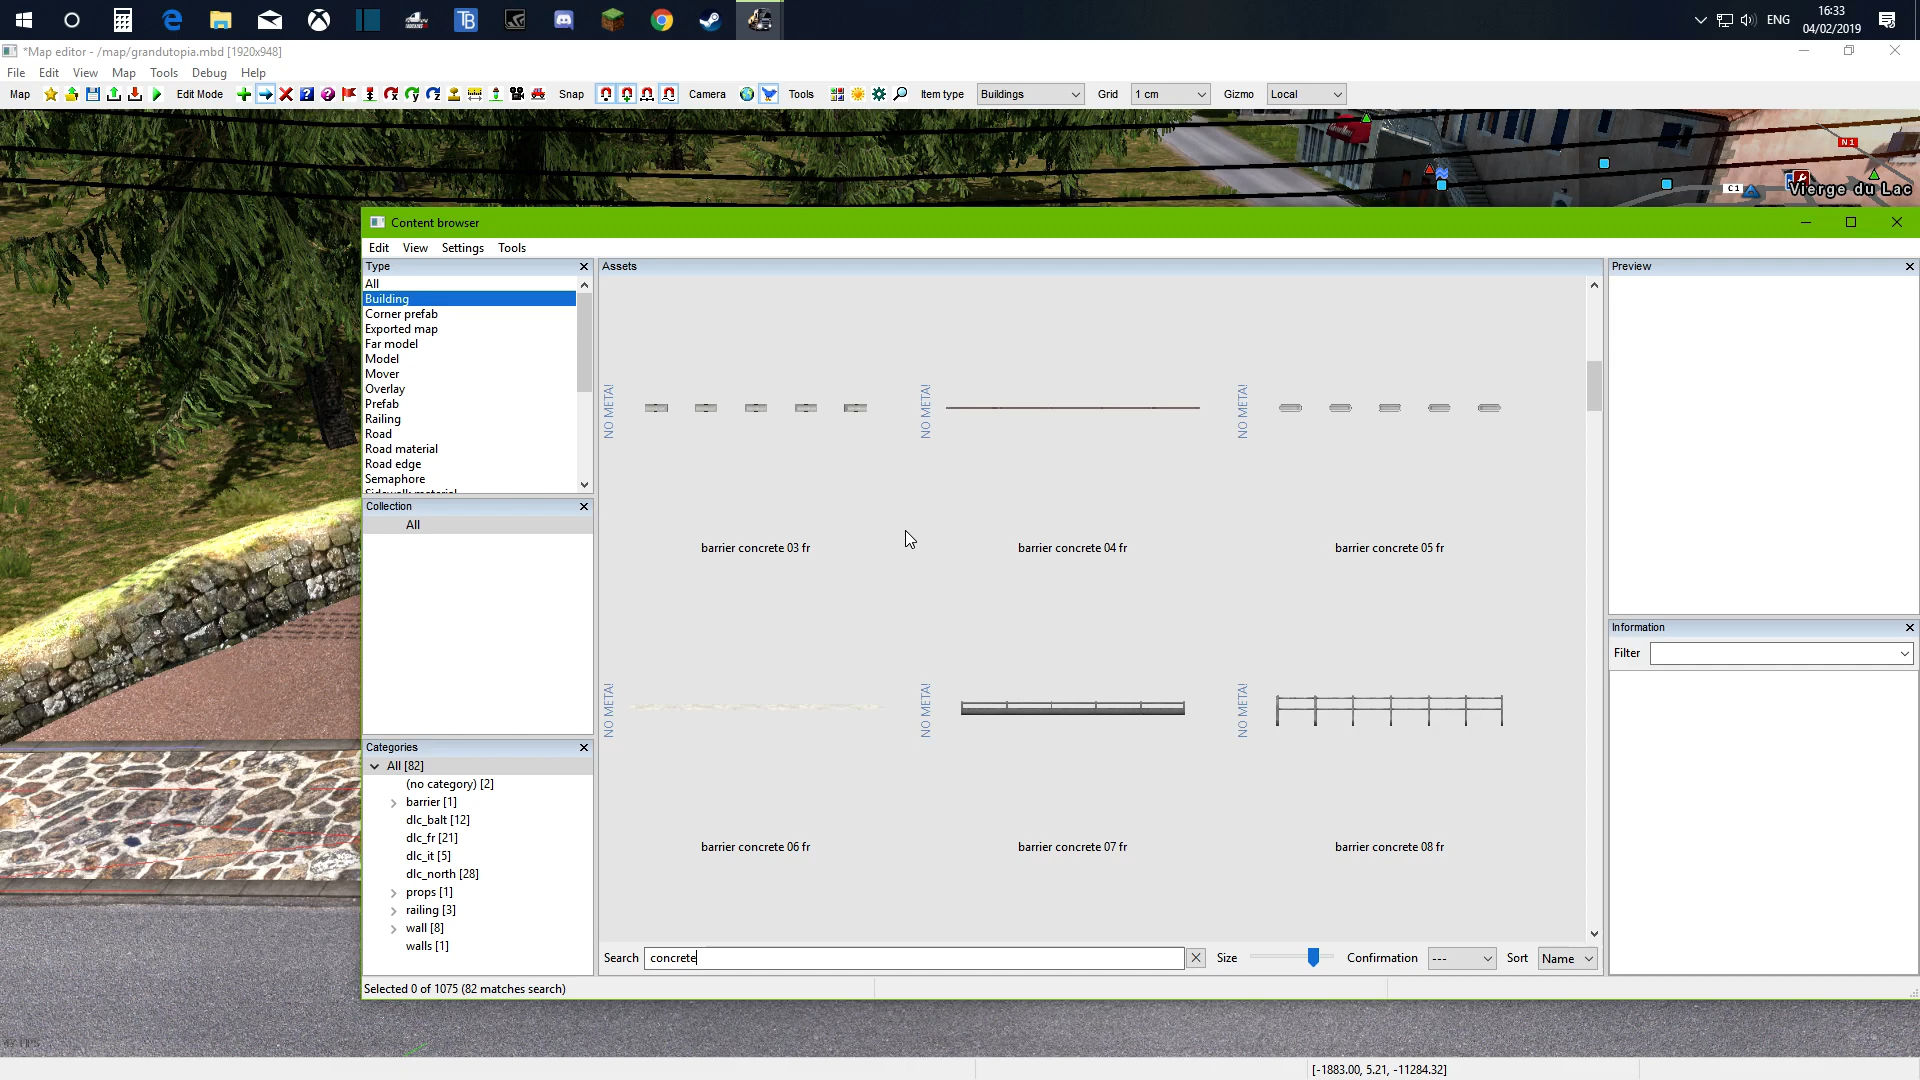 16:33
ENG
04/02/2019
*Map editor - /map/grandutopia.mbd [1920x948]
File Edit View Map Tools Debug Help
Map Edit Mode Snap Camera Tools Item type Buildings Grid 1 cm Gizmo Local
N1
C1
Vierge du Lac
Content browser
Edit View Settings Tools
Type
All
Building
Corner prefab
Exported map
Far model
Model
Mover
Overlay
Prefab
Railing
Road
Road material
Road edge
Semaphore
Sidewalk material
Collection
All
Categories
All [82]
(no category) [2]
barrier [1]
dlc_balt [12]
dlc_fr [21]
dlc_it [5]
dlc_north [28]
props [1]
railing [3]
wall [8]
walls [1]
Assets
NO META! NO META! NO META!
barrier concrete 03 fr barrier concrete 04 fr barrier concrete 05 fr
NO META! NO META! NO META!
barrier concrete 06 fr barrier concrete 07 fr barrier concrete 08 fr
Search concrete Size Confirmation --- Sort Name
Preview
Information
Filter
Selected 0 of 1075 (82 matches search)
[-1883.00, 5.21, -11284.32]